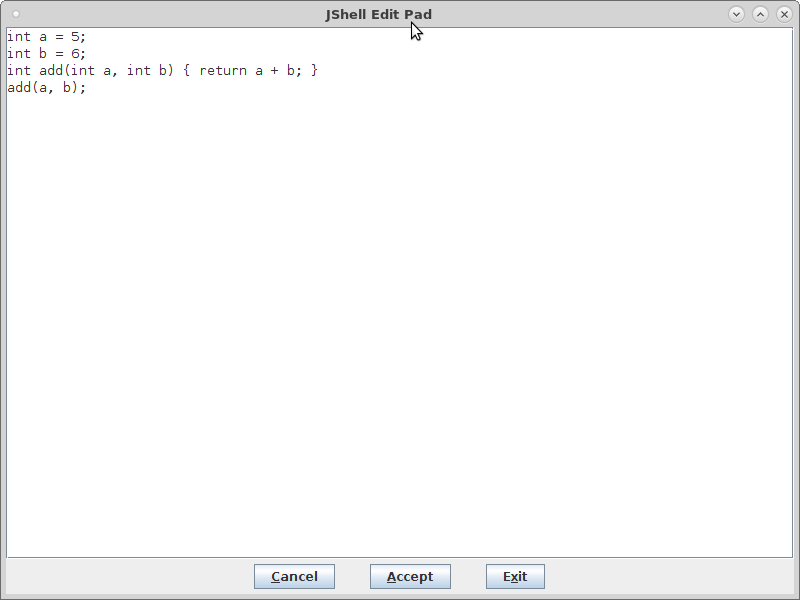 JShell Edit Pad
int a = 5;
int b = 6;
int add(int a, int b) { return a + b; }
add(a, b);
Cancel Accept Exit